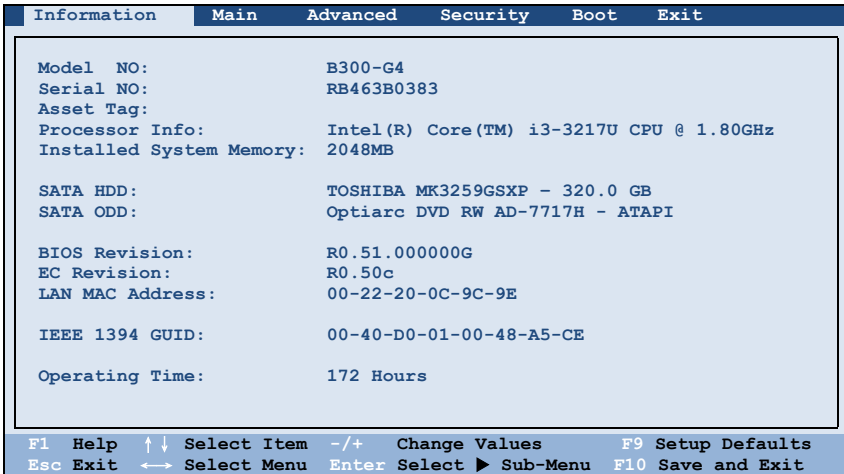 Information Main Advanced Security Boot Exit
Model NO: B300-G4
Serial NO: RB463B0383
Asset Tag:
Processor Info: Intel(R) Core(TM) i3-3217U CPU @ 1.80GHz
Installed System Memory: 2048MB
SATA HDD: TOSHIBA MK3259GSXP – 320.0 GB
SATA ODD: Optiarc DVD RW AD-7717H - ATAPI
BIOS Revision: R0.51.000000G
EC Revision: R0.50c
LAN MAC Address: 00-22-20-0C-9C-9E
IEEE 1394 GUID: 00-40-D0-01-00-48-A5-CE
Operating Time: 172 Hours
F1 Help ↑↓ Select Item -/+ Change Values F9 Setup Defaults
Esc Exit ←→ Select Menu Enter Select ▶ Sub-Menu F10 Save and Exit